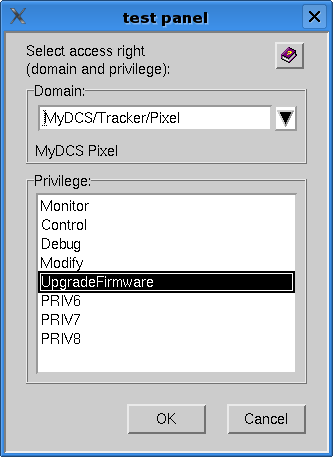 test panel
Select access right
(domain and privilege):
Domain:
MyDCS/Tracker/Pixel
MyDCS Pixel
Privilege:
Monitor
Control
Debug
Modify
UpgradeFirmware
PRIV6
PRIV7
PRIV8
OK
Cancel